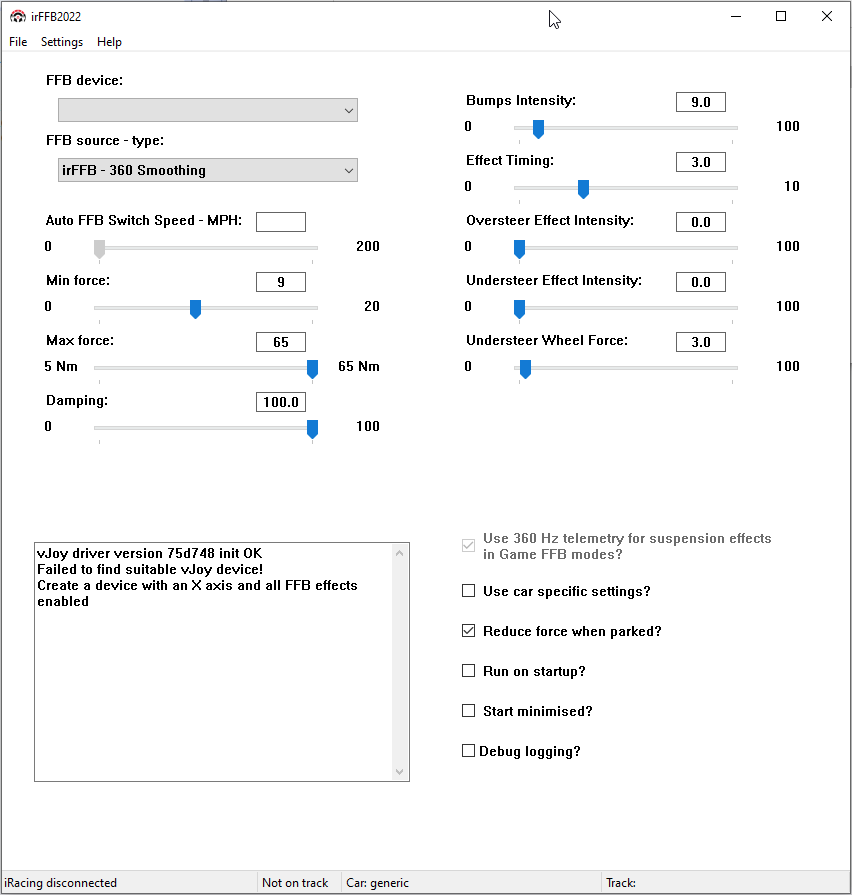 irFFB2022
File Settings Help
FFB device:
FFB source - type:
irFFB - 360 Smoothing
Auto FFB Switch Speed - MPH:
0 200
Min force: 9
0 20
Max force: 65
5 Nm 65 Nm
Damping: 100.0
0 100
Bumps Intensity: 9.0
0 100
Effect Timing: 3.0
0 10
Oversteer Effect Intensity: 0.0
0 100
Understeer Effect Intensity: 0.0
0 100
Understeer Wheel Force: 3.0
0 100
vJoy driver version 75d748 init OK
Failed to find suitable vJoy device!
Create a device with an X axis and all FFB effects
enabled
Use 360 Hz telemetry for suspension effects
in Game FFB modes?
Use car specific settings?
Reduce force when parked?
Run on startup?
Start minimised?
Debug logging?
iRacing disconnected Not on track Car: generic Track: